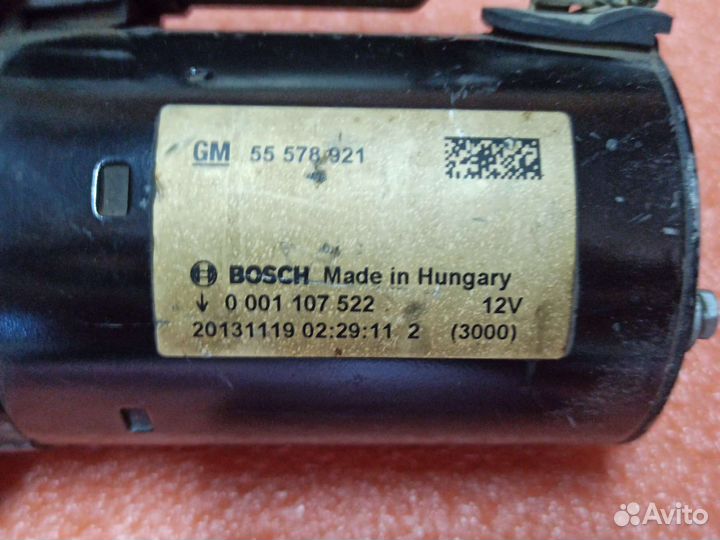 GM 55 578 921
BOSCH Made in Hungary
0 001 107 522 12V
20131119 02:29:11 2 (3000)
Avito